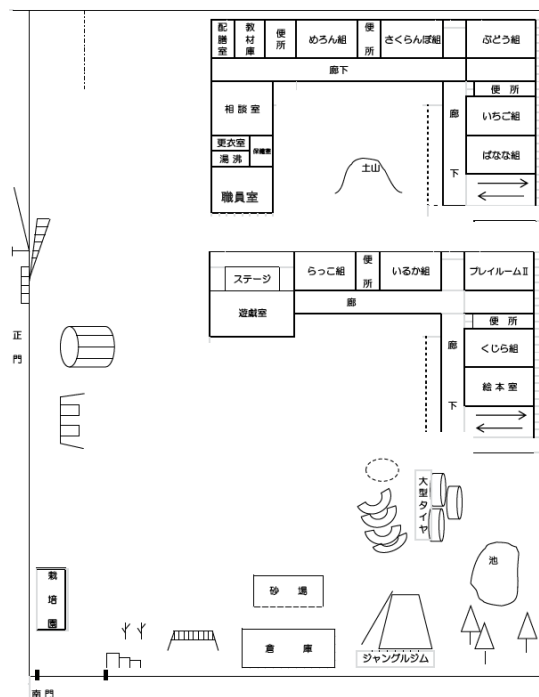 配膳室
教材庫
便所
めろん組
便所
さくらんぼ組
ぶどう組
廊下
便所
相談室
いちご組
廊下
更衣室
保健室
湯沸
ばなな組
土山
職員室
ステージ
らっこ組
便所
いるか組
プレイルームⅡ
遊戯室
廊
便所
廊下
くじら組
絵本室
正門
大型タイヤ
池
栽培園
砂場
倉庫
ジャングルジム
南門